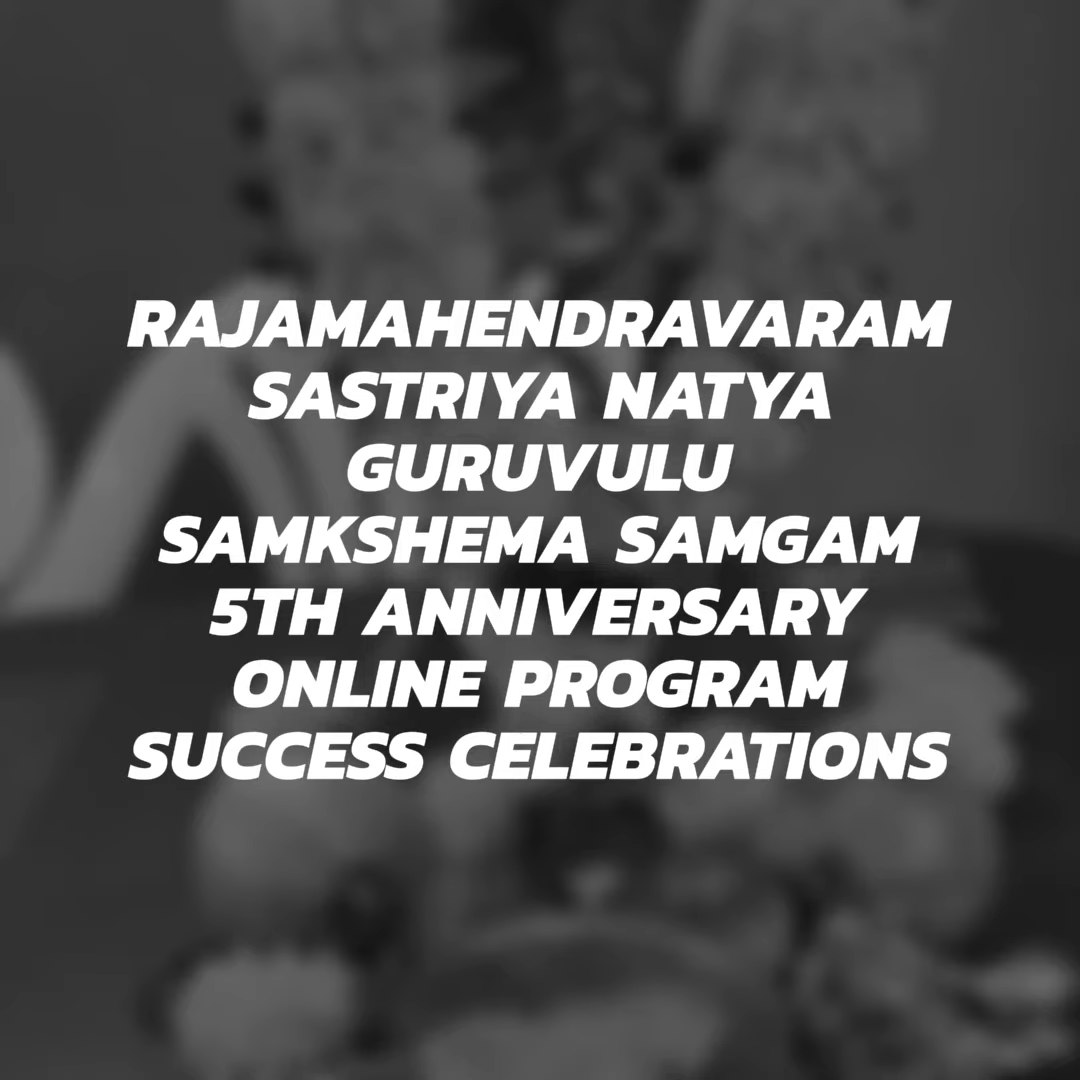 RAJAMAHENDRAVARAM
SASTRIYA NATYA
GURUVULU
SAMKSHEMA SAMGAM
5TH ANNIVERSARY
ONLINE PROGRAM
SUCCESS CELEBRATIONS